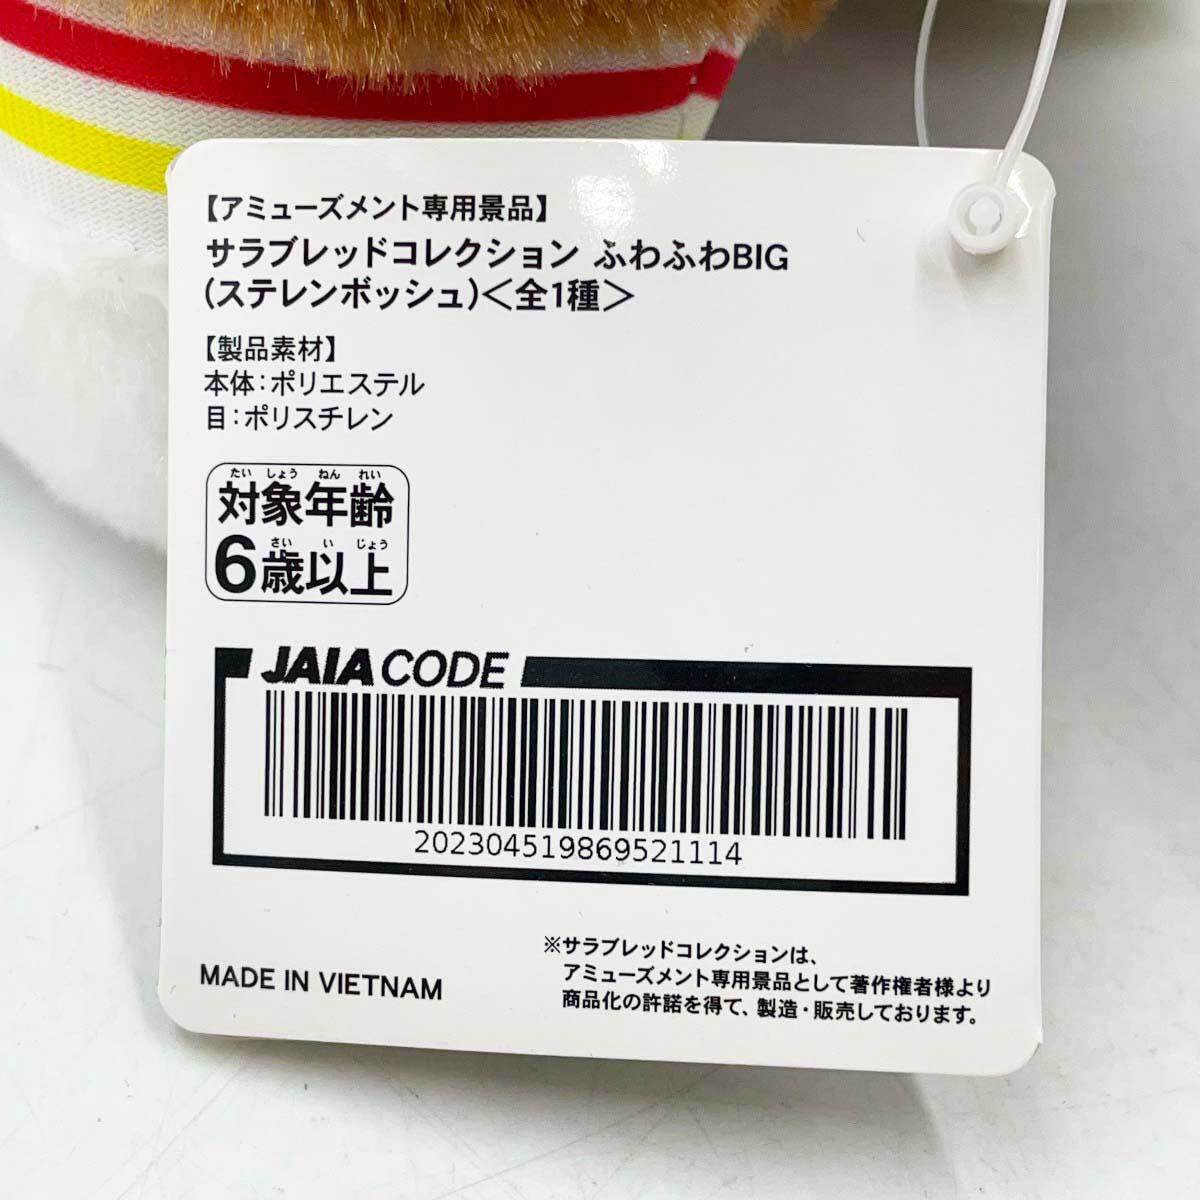 【アミューズメント専用景品】
サラブレッドコレクション ふわふわBIG
(ステレンボッシュ)＜全1種＞
【製品素材】
本体：ポリエステル
目：ポリスチレン
たい しょう ねん れい
対象年齢
さい い じょう
6歳以上
JAIA CODE
202304519869521114
MADE IN VIETNAM
※サラブレッドコレクションは、
アミューズメント専用景品として著作権者様より
商品化の許諾を得て、製造・販売しております。